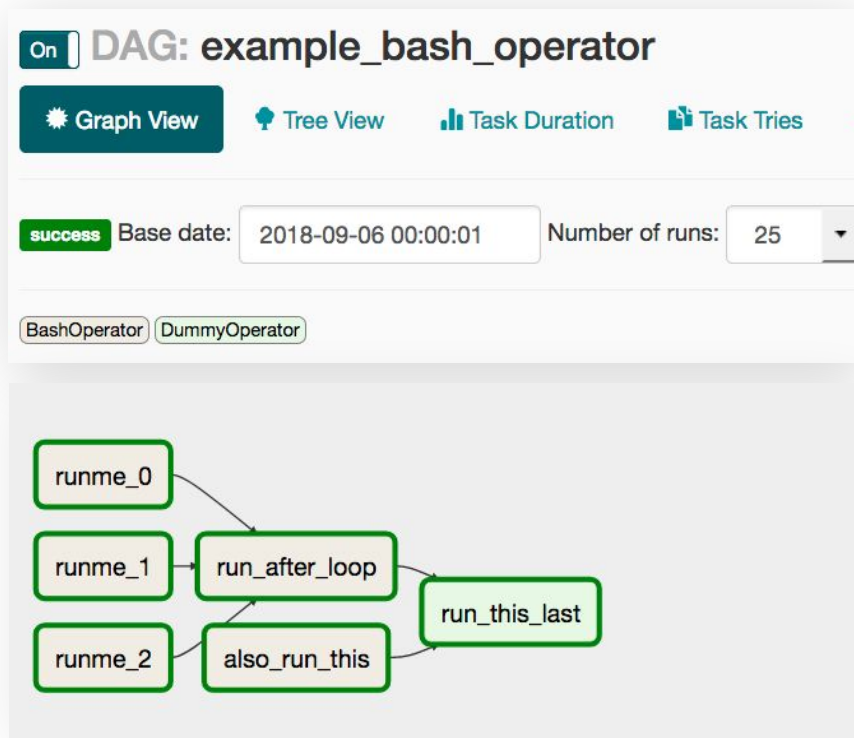 On DAG: example_bash_operator
Graph View Tree View Task Duration Task Tries
success Base date: 2018-09-06 00:00:01 Number of runs: 25
BashOperator DummyOperator
runme_0
runme_1 run_after_loop
run_this_last
runme_2 also_run_this